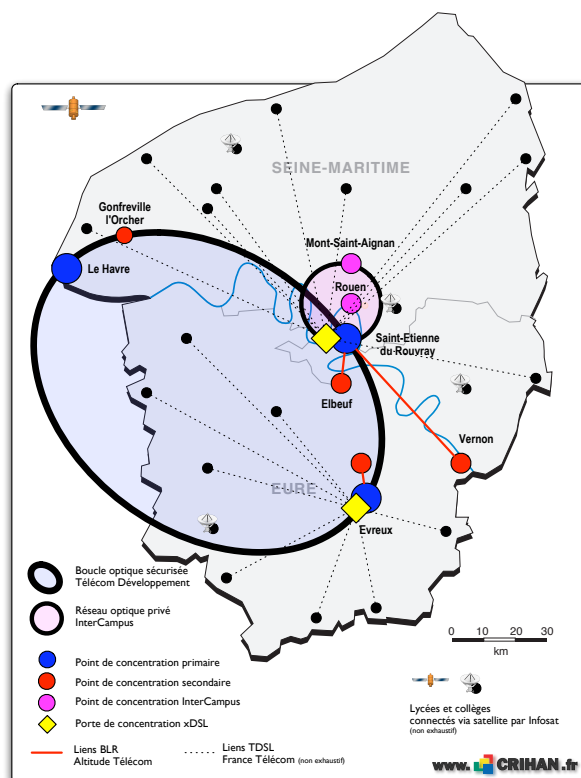 SEINE-MARITIME
Gonfreville
l'Orcher
Mont-Saint-Aignan
Le Havre
Rouen
Saint-Etienne
du Rouvray
Elbeuf
Vernon
EURE
Evreux
Boucle optique sécurisée
Télécom Développement
Réseau optique privé
InterCampus
0 10 20 30
km
Point de concentration primaire
Point de concentration secondaire
Point de concentration InterCampus
Porte de concentration xDSL
Lycées et collèges
connectés via satellite par Infosat
(non exhaustif)
Liens BLR
Altitude Télécom
Liens TDSL
France Télécom (non exhaustif)
www. CRIHAN .fr